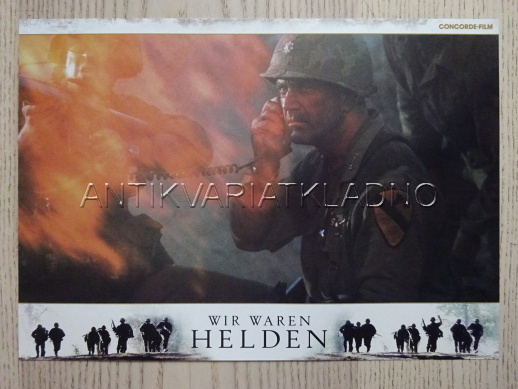 CONCORDE-FILM
ANTIKVARIATKLADNO
WIR WAREN
HELDEN